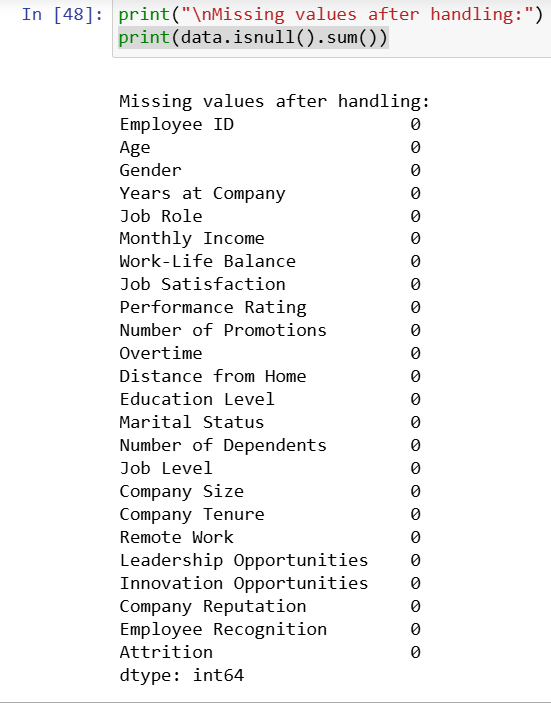 In [48]: print("\nMissing values after handling:")
print(data.isnull().sum())
Missing values after handling:
Employee ID 0
Age 0
Gender 0
Years at Company 0
Job Role 0
Monthly Income 0
Work-Life Balance 0
Job Satisfaction 0
Performance Rating 0
Number of Promotions 0
Overtime 0
Distance from Home 0
Education Level 0
Marital Status 0
Number of Dependents 0
Job Level 0
Company Size 0
Company Tenure 0
Remote Work 0
Leadership Opportunities 0
Innovation Opportunities 0
Company Reputation 0
Employee Recognition 0
Attrition 0
dtype: int64